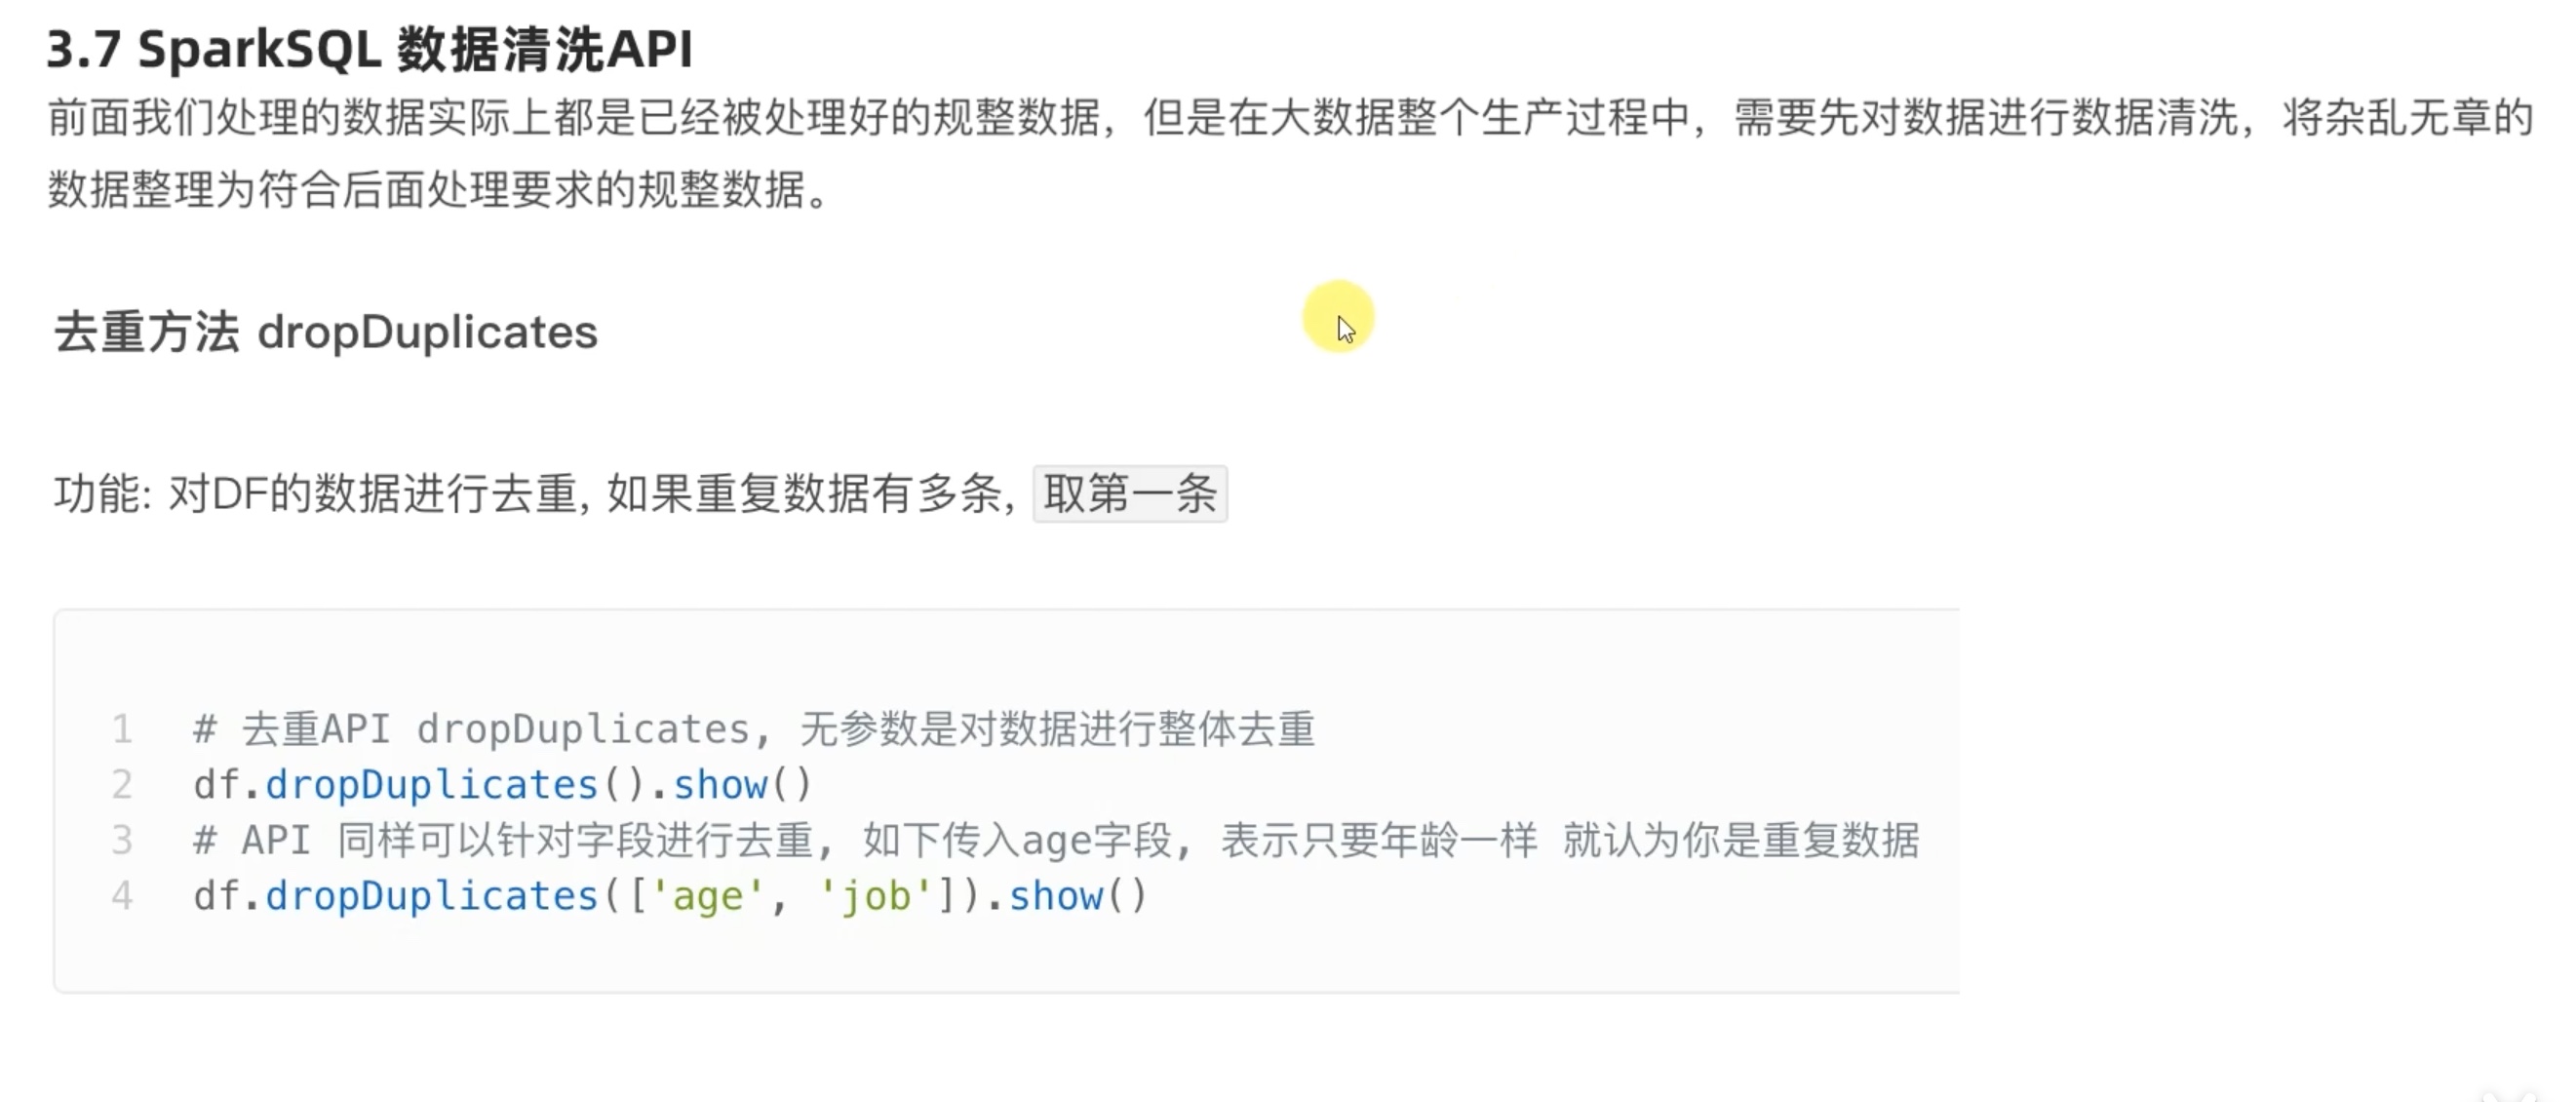 3.7 SparkSQL 数据清洗API
前面我们处理的数据实际上都是已经被处理好的规整数据，但是在大数据整个生产过程中，需要先对数据进行数据清洗，将杂乱无章的
数据整理为符合后面处理要求的规整数据。
去重方法 dropDuplicates
功能: 对DF的数据进行去重, 如果重复数据有多条, 取第一条
1 # 去重API dropDuplicates, 无参数是对数据进行整体去重
2 df.dropDuplicates().show()
3 # API 同样可以针对字段进行去重, 如下传入age字段, 表示只要年龄一样 就认为你是重复数据
4 df.dropDuplicates(['age', 'job']).show()